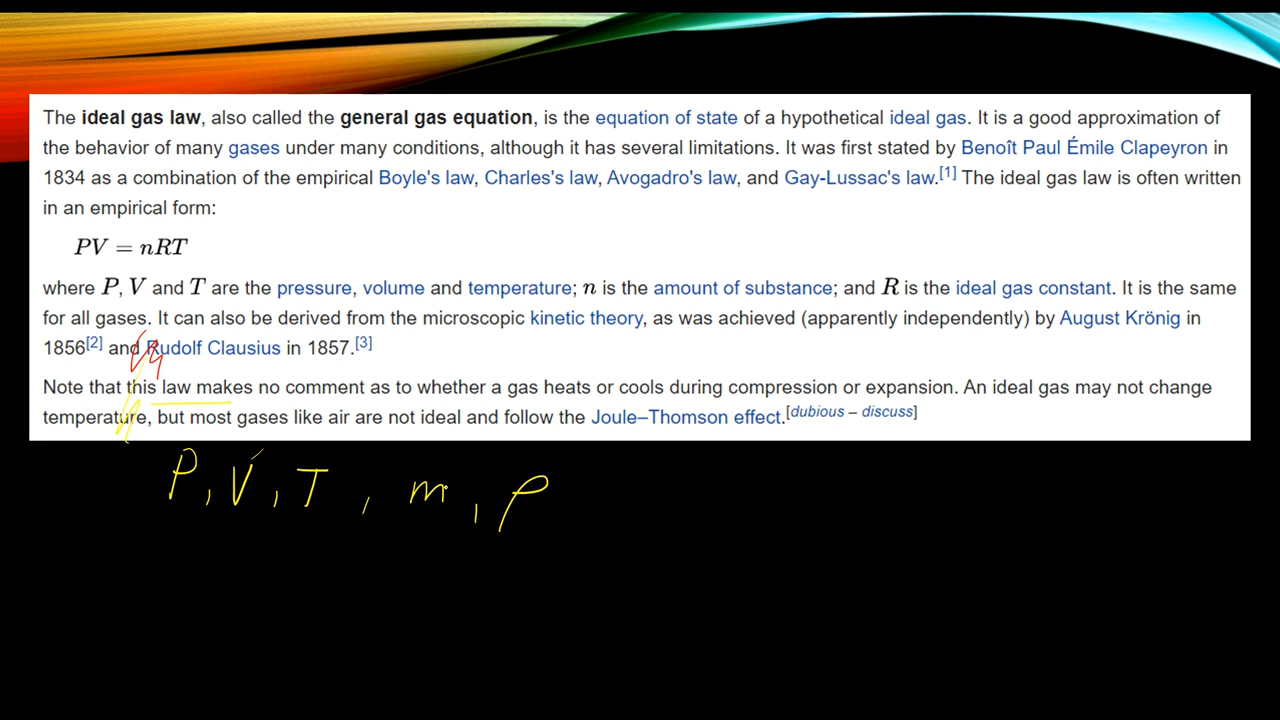 The ideal gas law, also called the general gas equation, is the equation of state of a hypothetical ideal gas. It is a good approximation of
the behavior of many gases under many conditions, although it has several limitations. It was first stated by Benoît Paul Émile Clapeyron in
1834 as a combination of the empirical Boyle's law, Charles's law, Avogadro's law, and Gay-Lussac's law.[1] The ideal gas law is often written
in an empirical form:
PV = nRT
where P, V and T are the pressure, volume and temperature; n is the amount of substance; and R is the ideal gas constant. It is the same
for all gases. It can also be derived from the microscopic kinetic theory, as was achieved (apparently independently) by August Krönig in
1856[2] and Rudolf Clausius in 1857.[3]
Note that this law makes no comment as to whether a gas heats or cools during compression or expansion. An ideal gas may not change
temperature, but most gases like air are not ideal and follow the Joule–Thomson effect.[dubious – discuss]
P, V, T, m, ρ